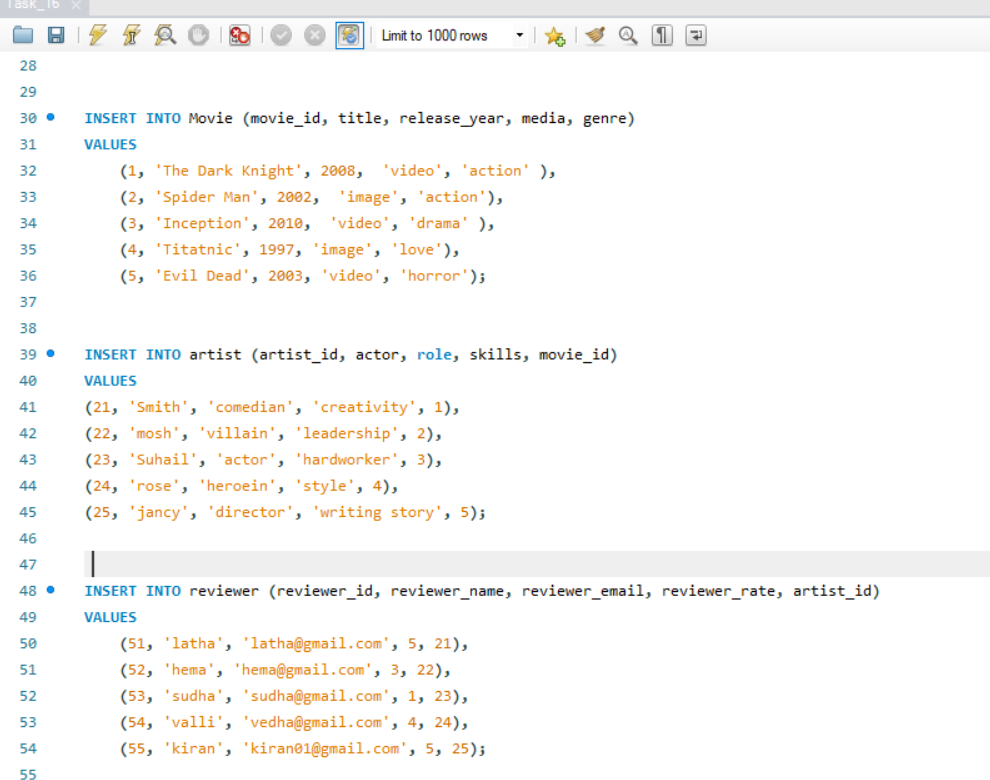 Task_16
Limit to 1000 rows
28
29
30 INSERT INTO Movie (movie_id, title, release_year, media, genre)
31 VALUES
32 (1, 'The Dark Knight', 2008,  'video', 'action' ),
33 (2, 'Spider Man', 2002,  'image', 'action'),
34 (3, 'Inception', 2010,  'video', 'drama' ),
35 (4, 'Titatnic', 1997, 'image', 'love'),
36 (5, 'Evil Dead', 2003, 'video', 'horror');
37
38
39 INSERT INTO artist (artist_id, actor, role, skills, movie_id)
40 VALUES
41 (21, 'Smith', 'comedian', 'creativity', 1),
42 (22, 'mosh', 'villain', 'leadership', 2),
43 (23, 'Suhail', 'actor', 'hardworker', 3),
44 (24, 'rose', 'heroein', 'style', 4),
45 (25, 'jancy', 'director', 'writing story', 5);
46
47
48 INSERT INTO reviewer (reviewer_id, reviewer_name, reviewer_email, reviewer_rate, artist_id)
49 VALUES
50 (51, 'latha', 'latha@gmail.com', 5, 21),
51 (52, 'hema', 'hema@gmail.com', 3, 22),
52 (53, 'sudha', 'sudha@gmail.com', 1, 23),
53 (54, 'valli', 'vedha@gmail.com', 4, 24),
54 (55, 'kiran', 'kiran01@gmail.com', 5, 25);
55